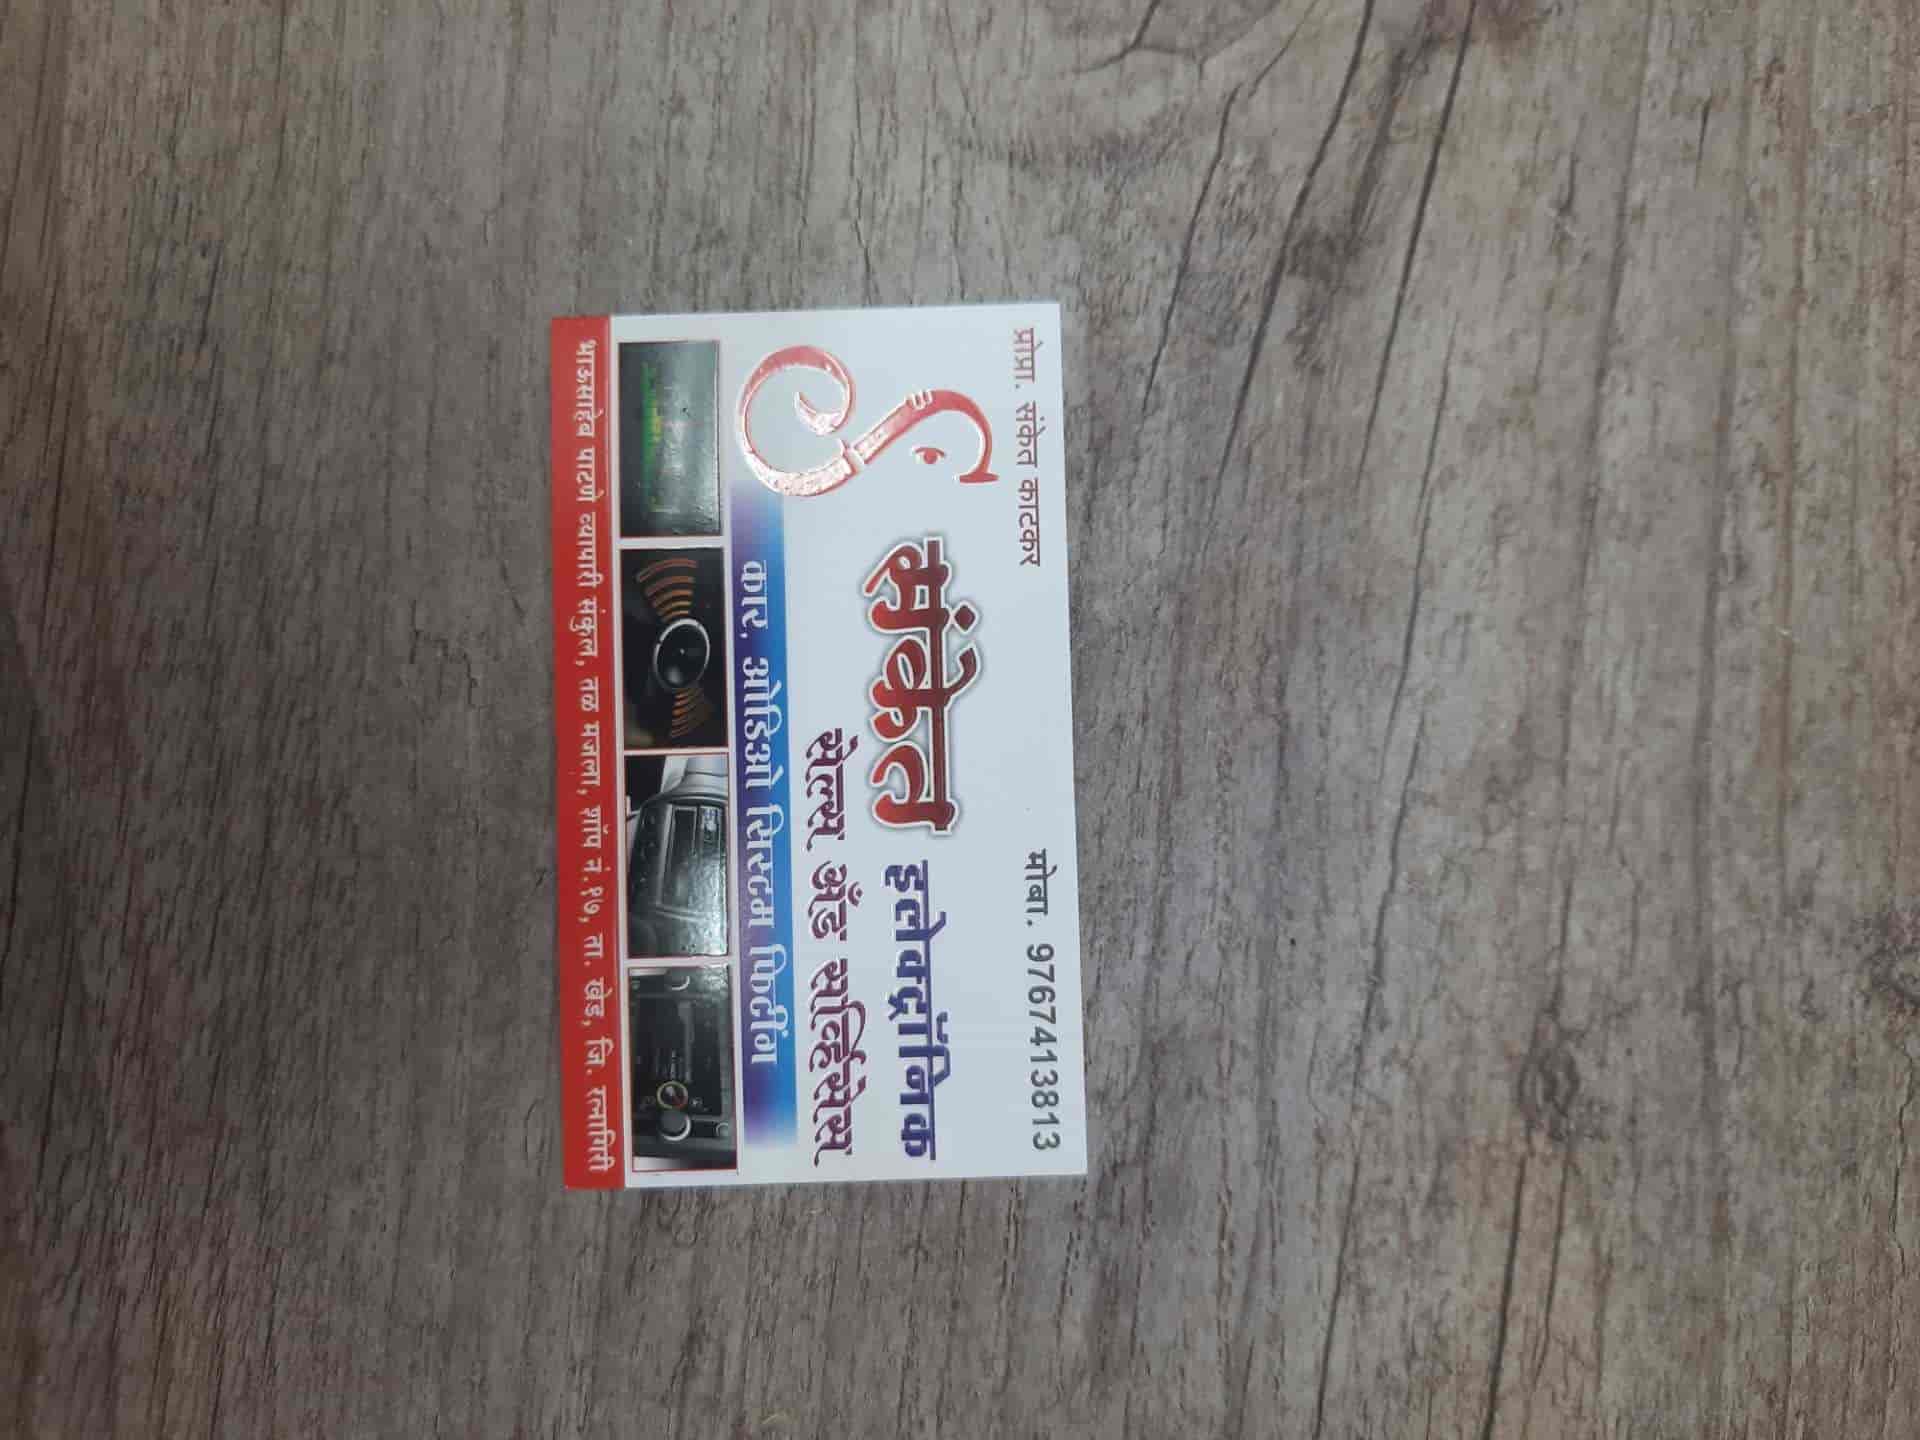 प्रोप्रा. संकेत काटकर
मोबा. 9767413813
संकेत इलेक्ट्रॉनिक
सेल्स अँड सर्व्हिसेस
कार, ऑडिओ सिस्टम फिटींग
भाऊसाहेब पाटणे व्यापारी संकुल, तळ मजला, शॉप नं.१७, ता. खेड, जि. रत्नागिरी